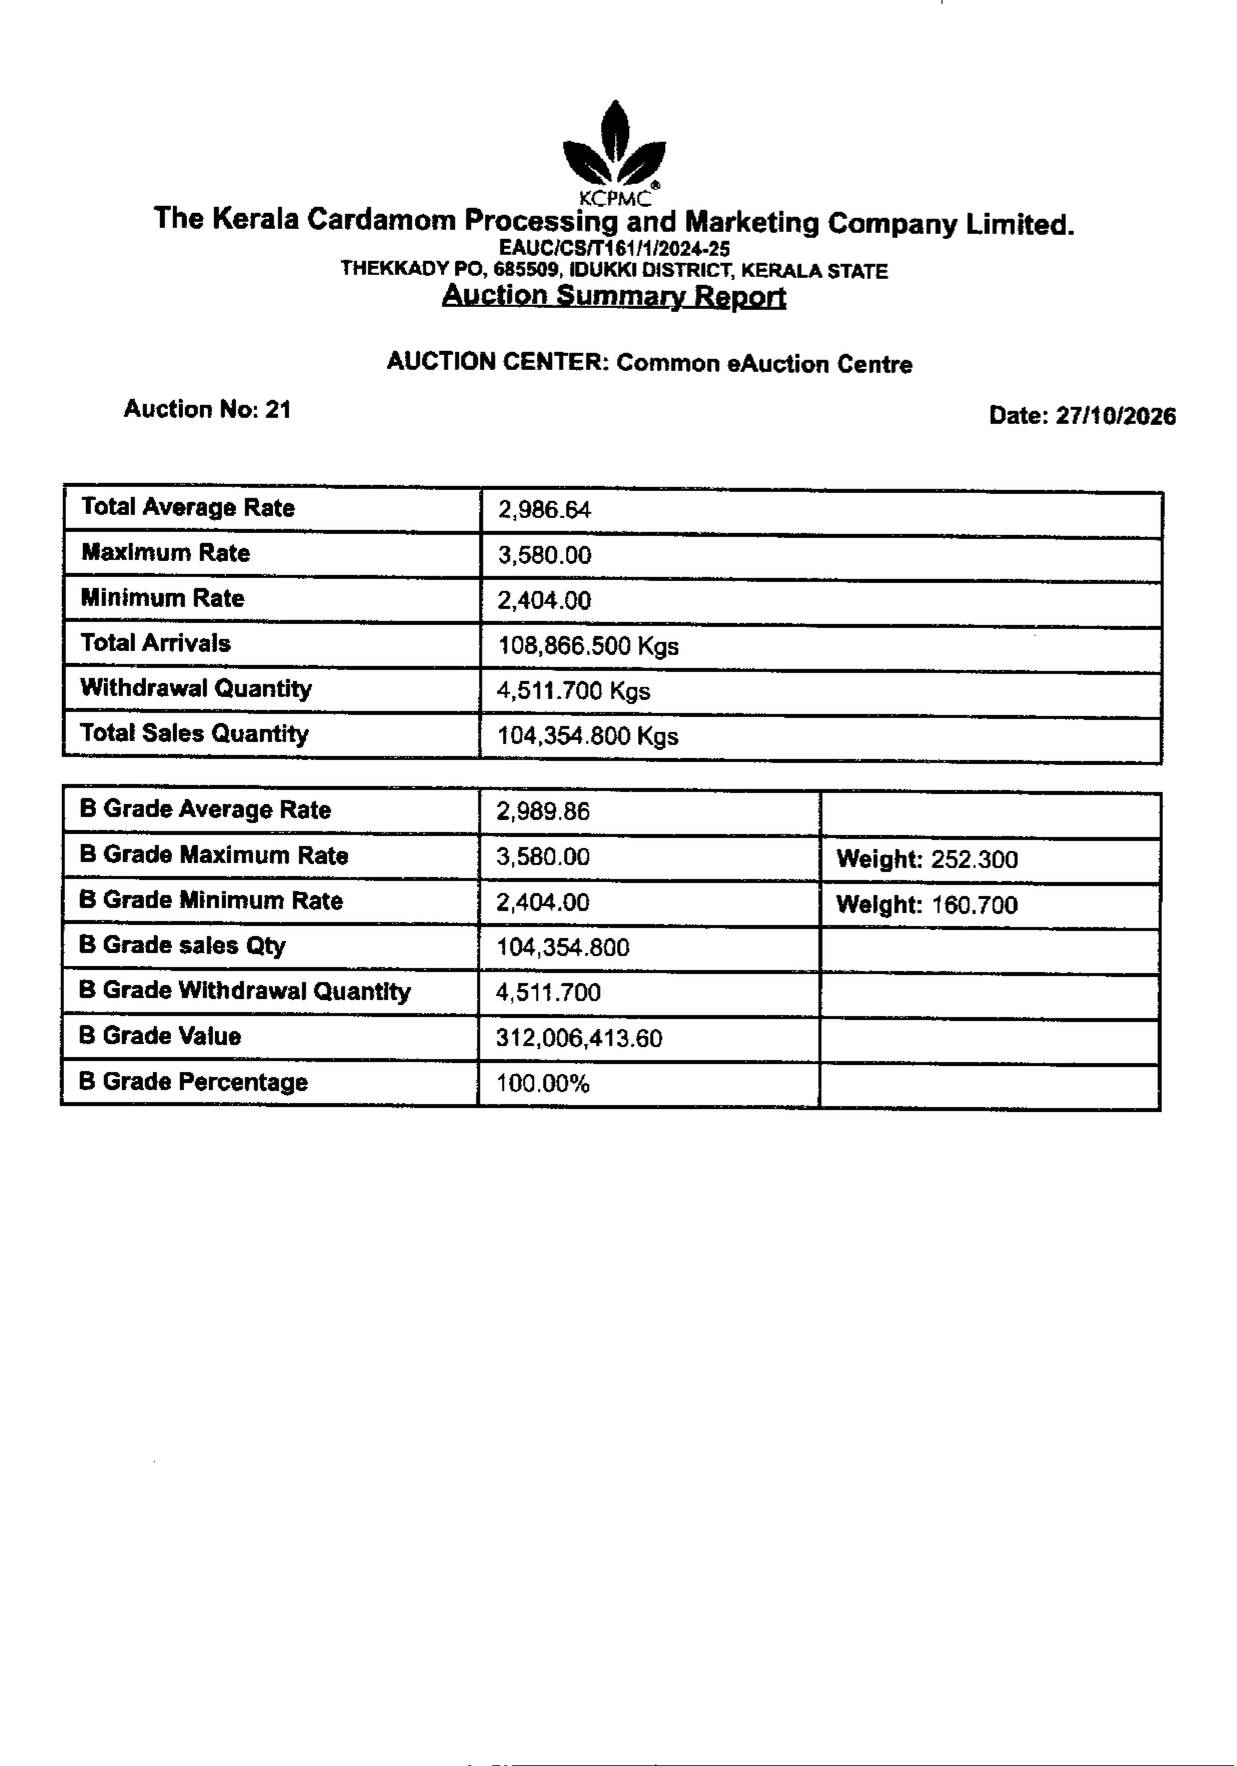 KCPMC®
The Kerala Cardamom Processing and Marketing Company Limited.
EAUC/CS/T161/1/2024-25
THEKKADY PO, 685509, IDUKKI DISTRICT, KERALA STATE
Auction Summary Report
AUCTION CENTER: Common eAuction Centre
Auction No: 21
Date: 27/10/2026
Total Average Rate 2,986.64
Maximum Rate 3,580.00
Minimum Rate 2,404.00
Total Arrivals 108,866.500 Kgs
Withdrawal Quantity 4,511.700 Kgs
Total Sales Quantity 104,354.800 Kgs
B Grade Average Rate 2,989.86
B Grade Maximum Rate 3,580.00 Weight: 252.300
B Grade Minimum Rate 2,404.00 Weight: 160.700
B Grade sales Qty 104,354.800
B Grade Withdrawal Quantity 4,511.700
B Grade Value 312,006,413.60
B Grade Percentage 100.00%